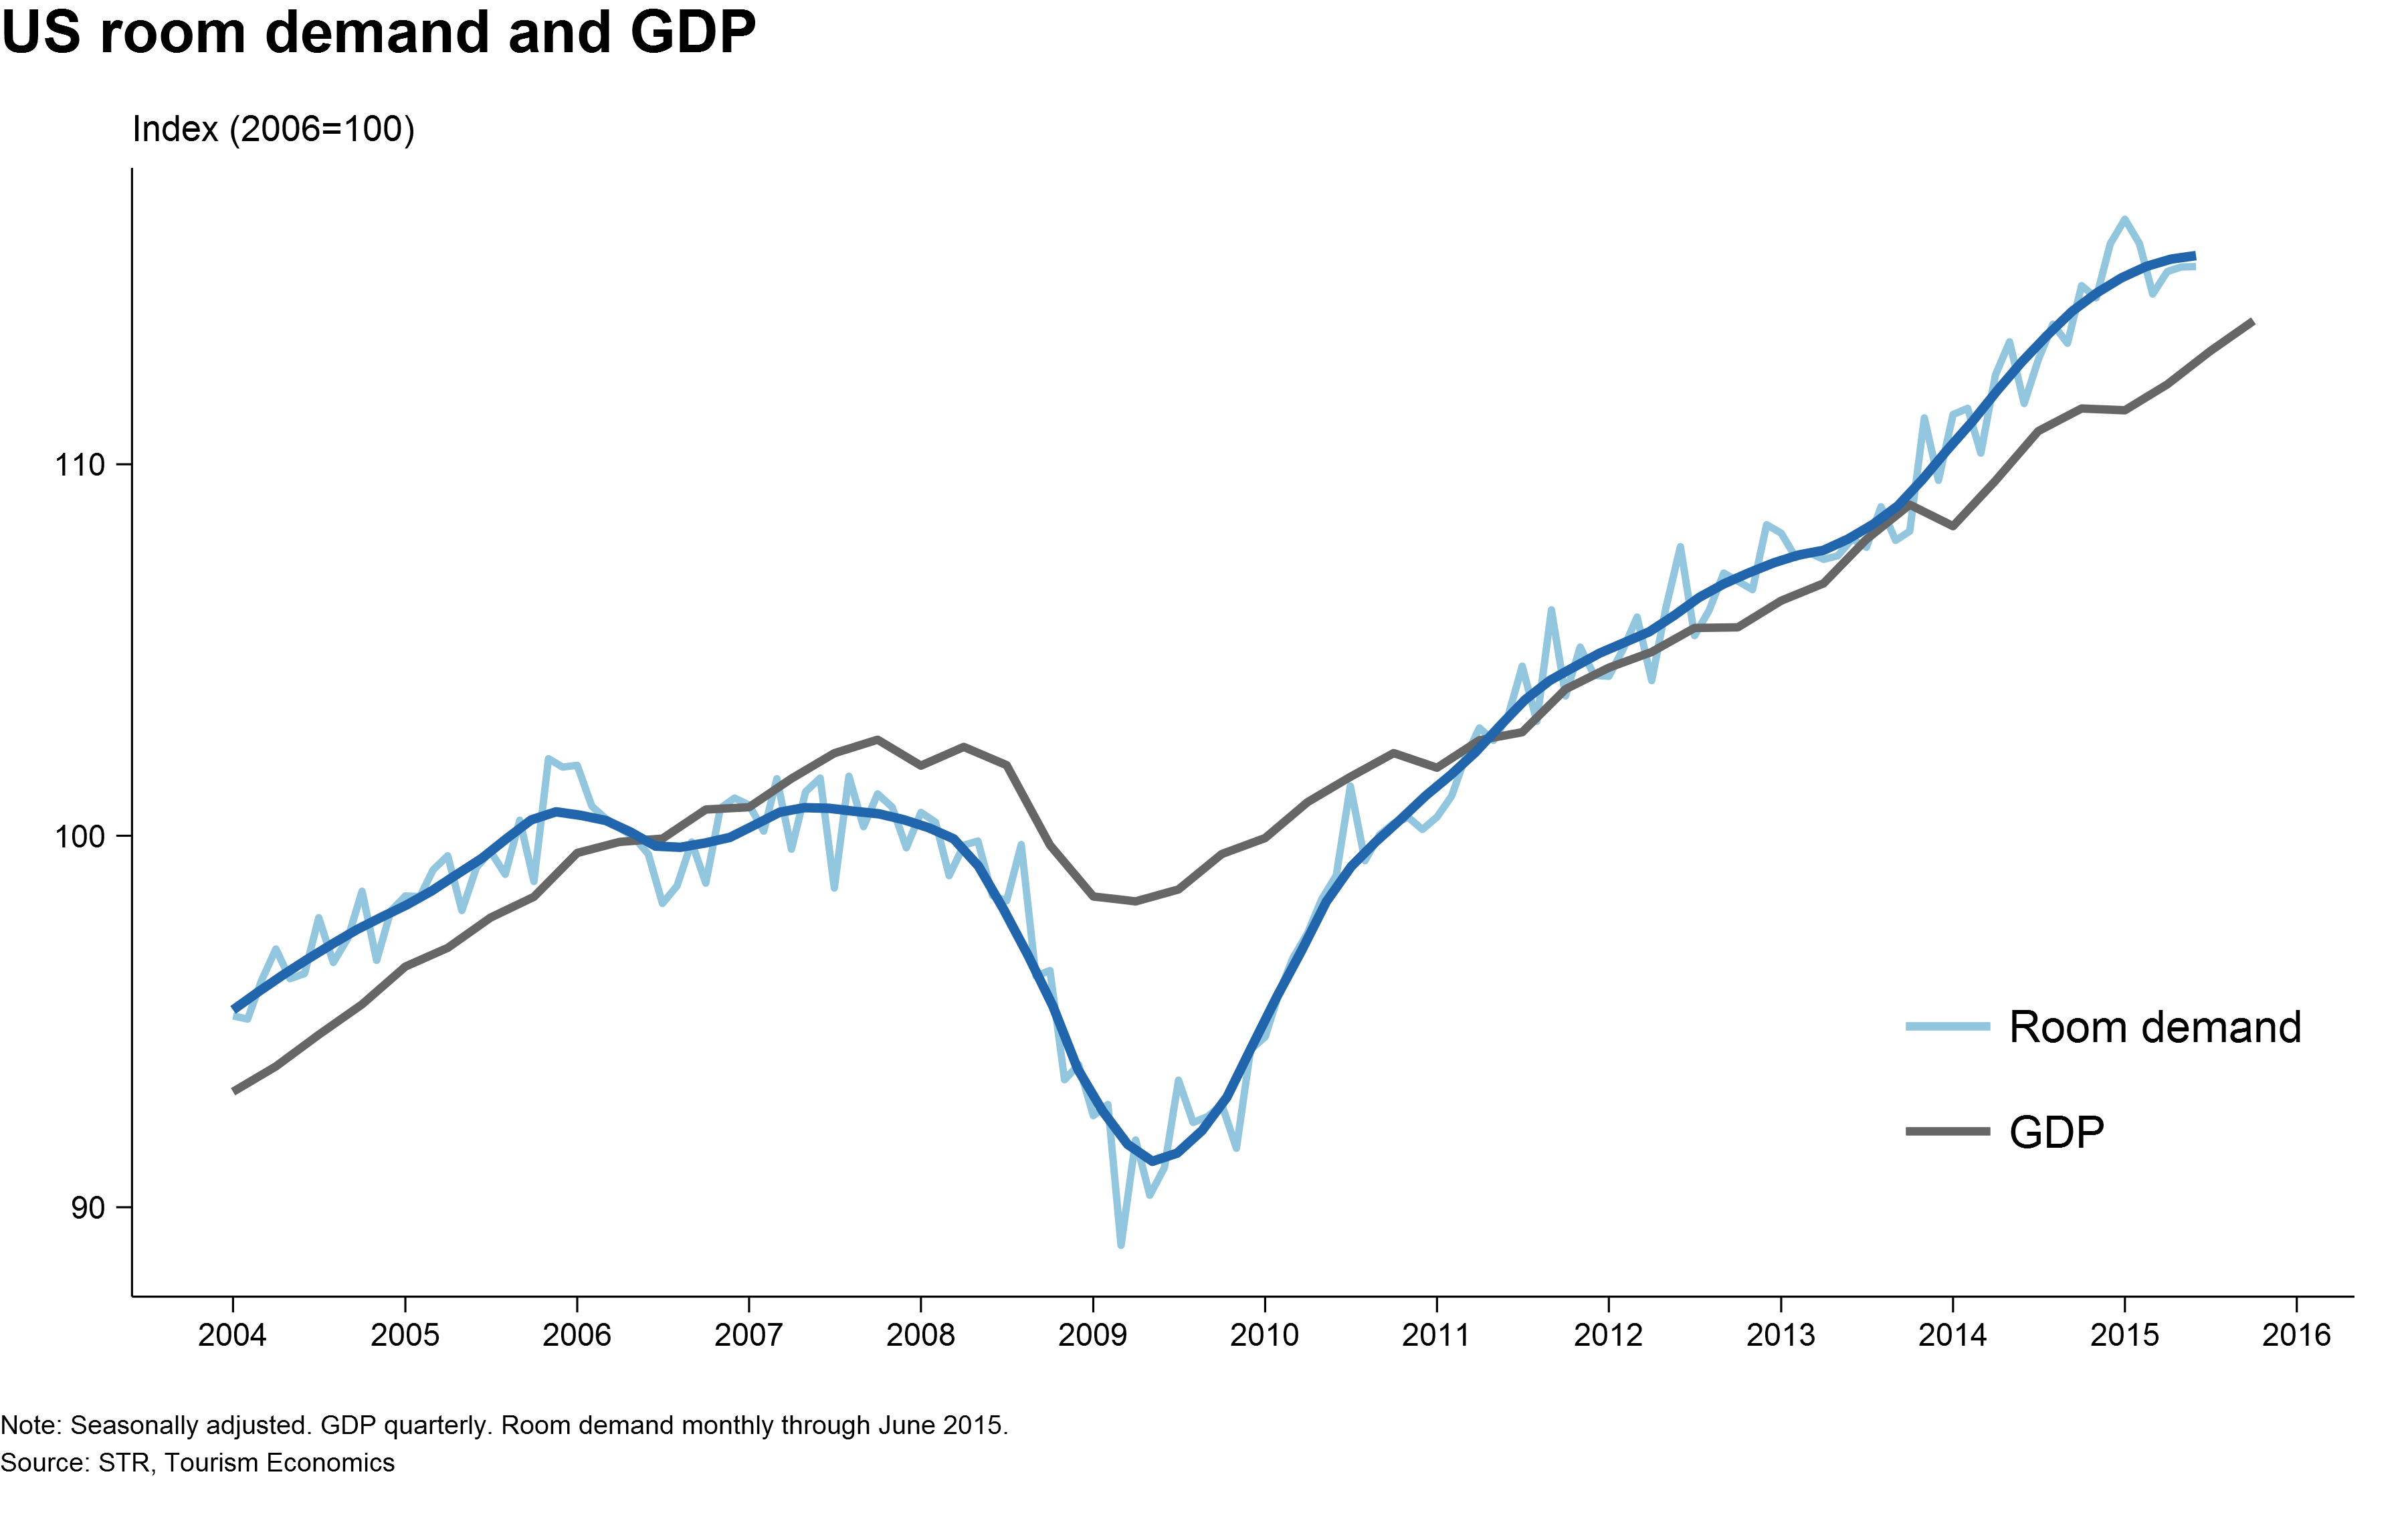 US room demand and GDP
Index (2006=100)
110
100
90
Room demand
GDP
2004 2005 2006 2007 2008 2009 2010 2011 2012 2013 2014 2015 2016
Note: Seasonally adjusted. GDP quarterly. Room demand monthly through June 2015.
Source: STR, Tourism Economics